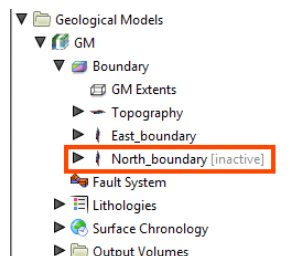 Geological Models
GM
Boundary
GM Extents
Topography
East_boundary
North_boundary [inactive]
Fault System
Lithologies
Surface Chronology
Output Volumes